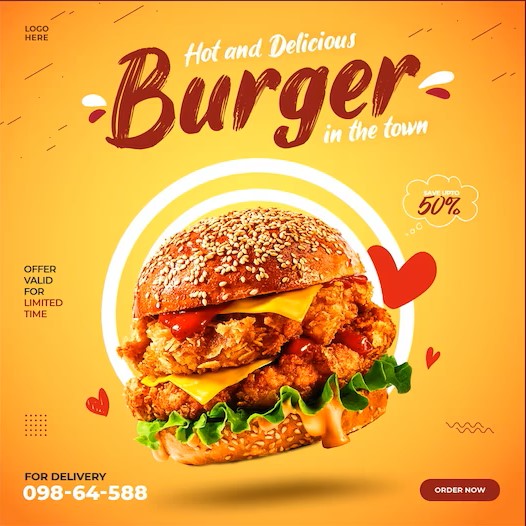 LOGO
HERE
Hot and Delicious
Burger
in the town
SAVE UPTO
50%
OFFER
VALID
FOR
LIMITED
TIME
FOR DELIVERY
098-64-588
ORDER NOW